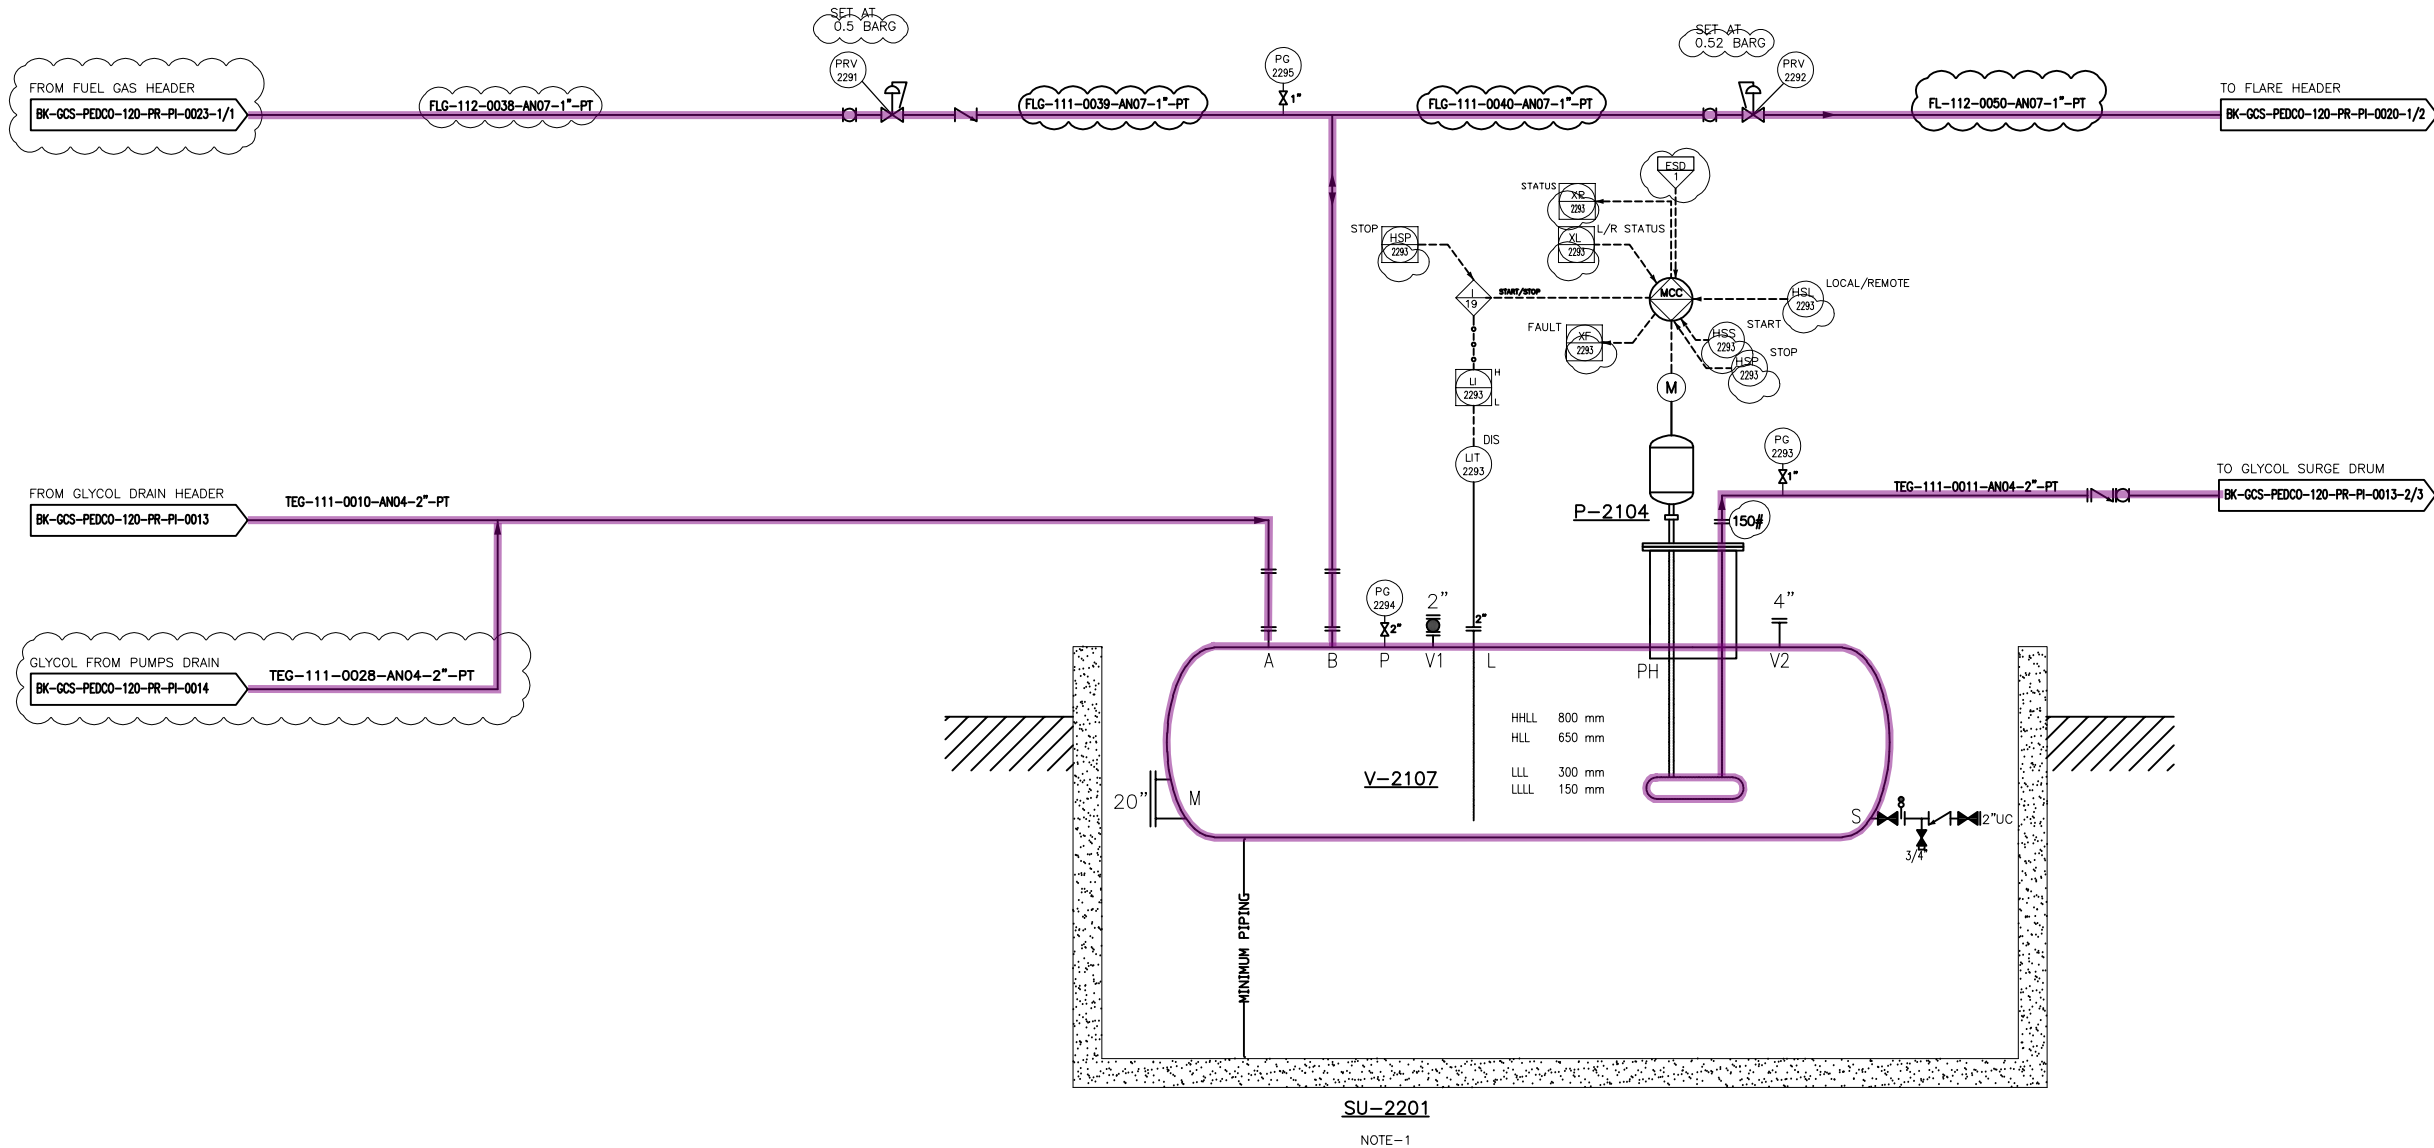 SET AT
0.5 BARG
PRV
2291
PG
2295
1"
SET AT
0.52 BARG
PRV
2292
FROM FUEL GAS HEADER
BK-GCS-PEDCO-120-PR-PI-0023-1/1
FLG-112-0038-AN07-1"-PT
FLG-111-0039-AN07-1"-PT
FLG-111-0040-AN07-1"-PT
FL-112-0050-AN07-1"-PT
TO FLARE HEADER
BK-GCS-PEDCO-120-PR-PI-0020-1/2
ESD
1
STATUS
XR
2293
STOP
HSP
2293
XL
2293
L/R STATUS
I
19
START/STOP
MCC
HSL
2293
LOCAL/REMOTE
FAULT
XF
2293
HSS
2293
START
HSP
2293
STOP
LI
2293
H
L
M
DIS
LIT
2293
PG
2293
1"
FROM GLYCOL DRAIN HEADER
BK-GCS-PEDCO-120-PR-PI-0013
TEG-111-0010-AN04-2"-PT
P-2104
150#
TEG-111-0011-AN04-2"-PT
TO GLYCOL SURGE DRUM
BK-GCS-PEDCO-120-PR-PI-0013-2/3
GLYCOL FROM PUMPS DRAIN
BK-GCS-PEDCO-120-PR-PI-0014
TEG-111-0028-AN04-2"-PT
PG
2294
2"
2"
2"
4"
A
B
P
V1
L
PH
V2
HHLL 800 mm
HLL 650 mm
LLL 300 mm
LLLL 150 mm
V-2107
20"
M
S
2"UC
3/4"
MINIMUM PIPING
SU-2201
NOTE-1